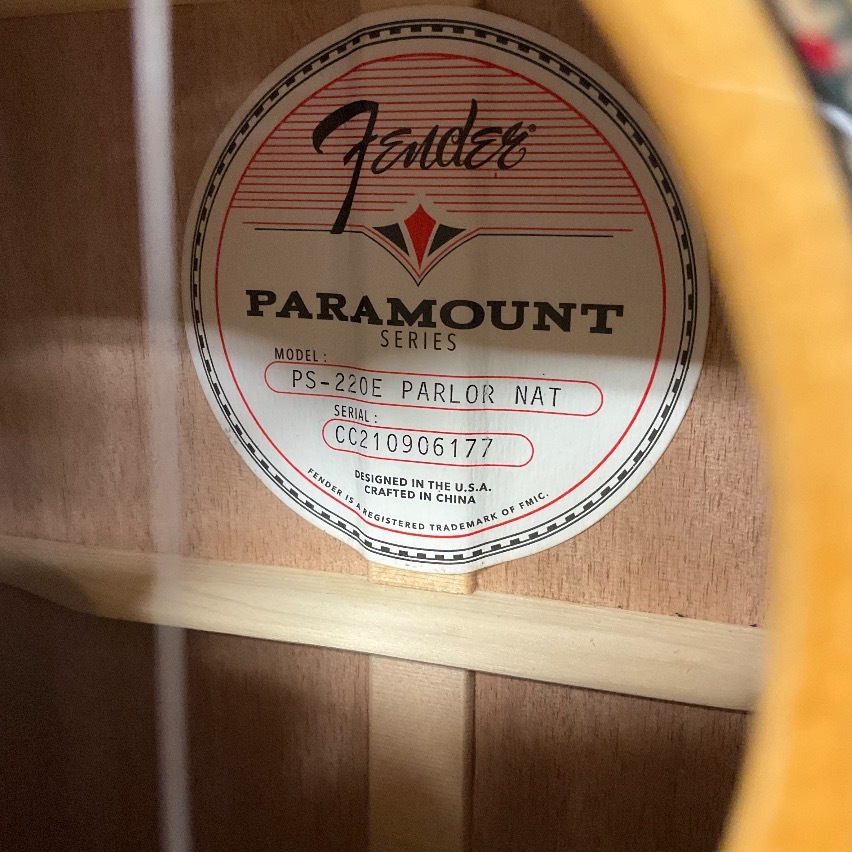 Fender®
PARAMOUNT
SERIES
MODEL:
PS-220E PARLOR NAT
SERIAL:
CC210906177
DESIGNED IN THE U.S.A.
CRAFTED IN CHINA
FENDER IS A REGISTERED TRADEMARK OF FMIC.